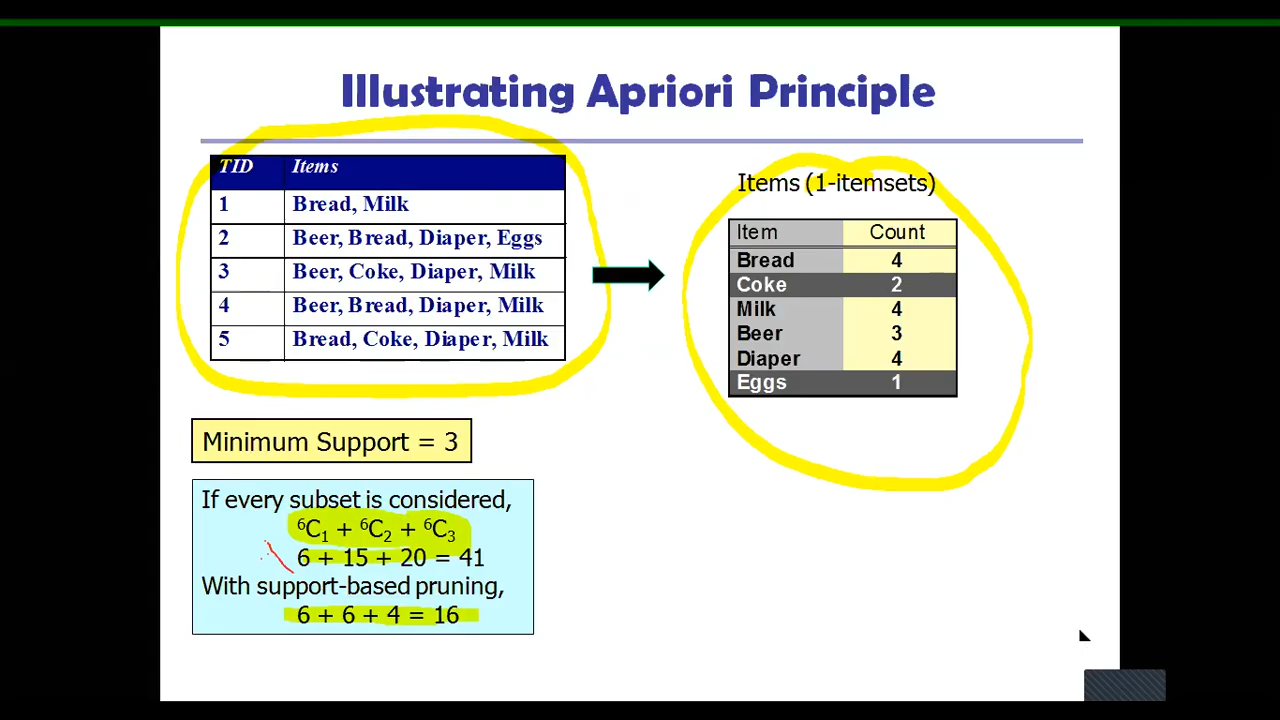 Illustrating Apriori Principle
TID Items
1 Bread, Milk
2 Beer, Bread, Diaper, Eggs
3 Beer, Coke, Diaper, Milk
4 Beer, Bread, Diaper, Milk
5 Bread, Coke, Diaper, Milk
Items (1-itemsets)
Item Count
Bread 4
Coke 2
Milk 4
Beer 3
Diaper 4
Eggs 1
Minimum Support = 3
If every subset is considered,
⁶C₁ + ⁶C₂ + ⁶C₃
6 + 15 + 20 = 41
With support-based pruning,
6 + 6 + 4 = 16